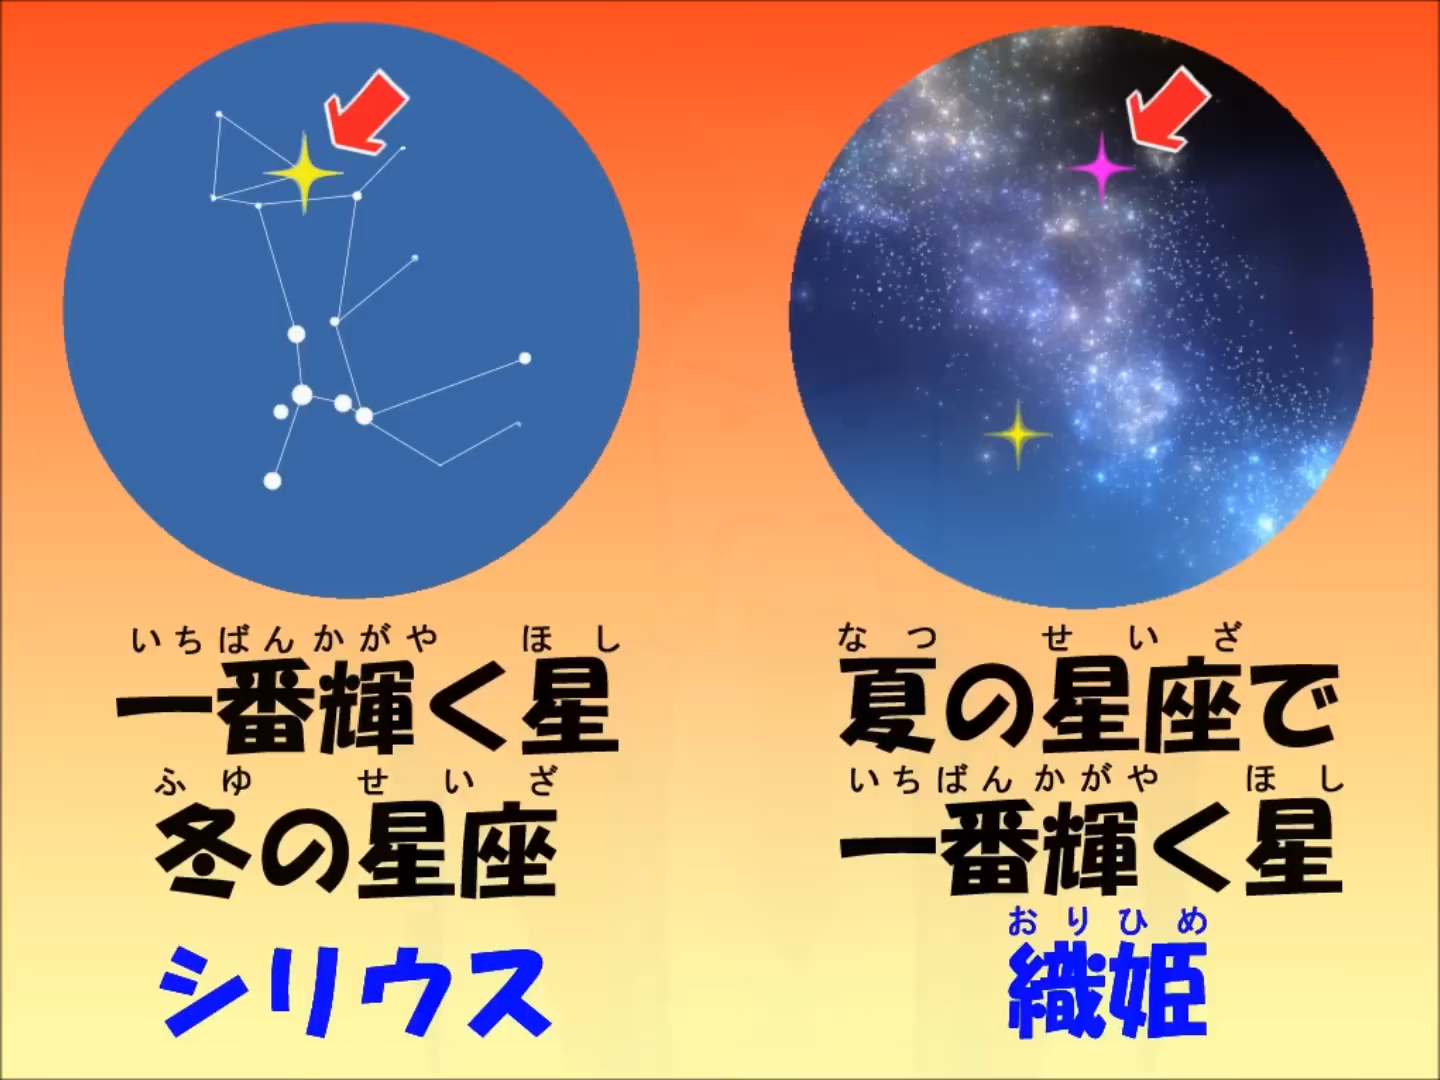 いちばんかがや ほし
一番輝く星
ふゆ せいざ
冬の星座
シリウス
なつ せいざ
夏の星座で
いちばんかがや ほし
一番輝く星
おりひめ
織姫